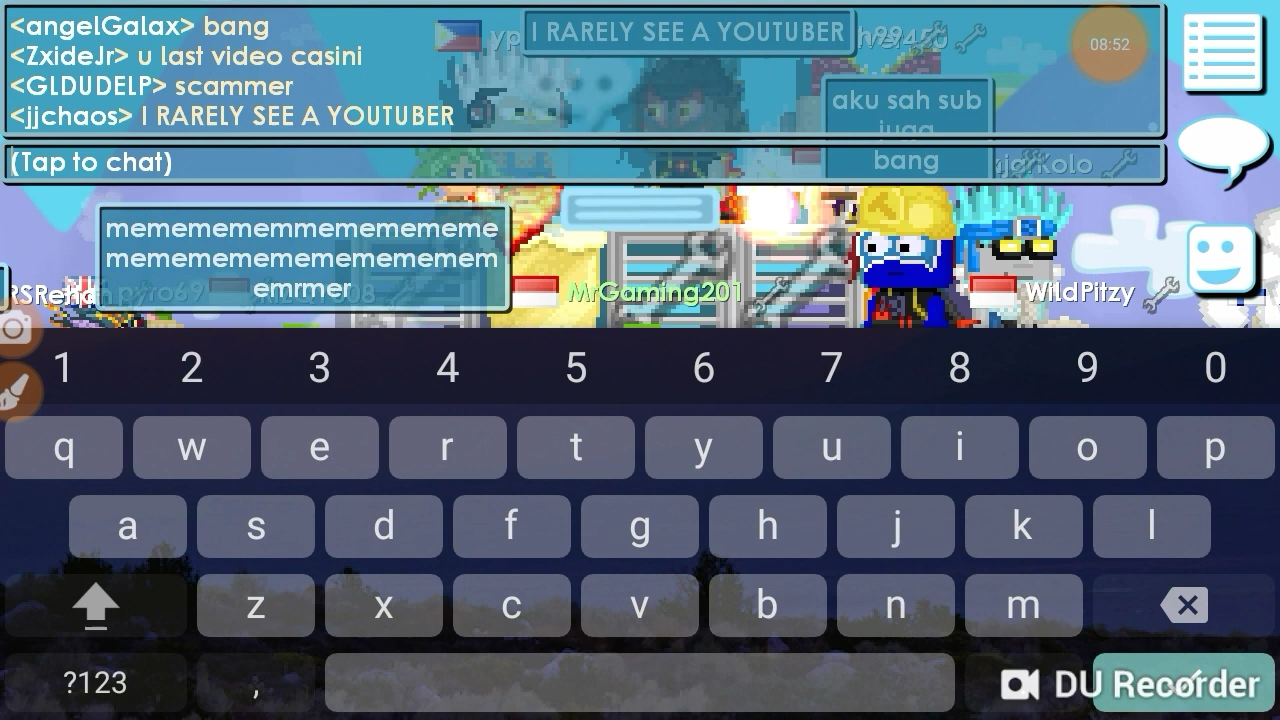 <angelGalax> bang
<ZxideJr> u last video casini
<GLDUDELP> scammer
<jjchaos> I RARELY SEE A YOUTUBER
I RARELY SEE A YOUTUBER
08:52
aku sah sub
juga
bang
(Tap to chat)
memememememmemememeeme
mememememememememem
emrmer
MrGaming201
WildPitzy
1 2 3 4 5 6 7 8 9 0
q w e r t y u i o p
a s d f g h j k l
z x c v b n m
?123 ,
DU Recorder